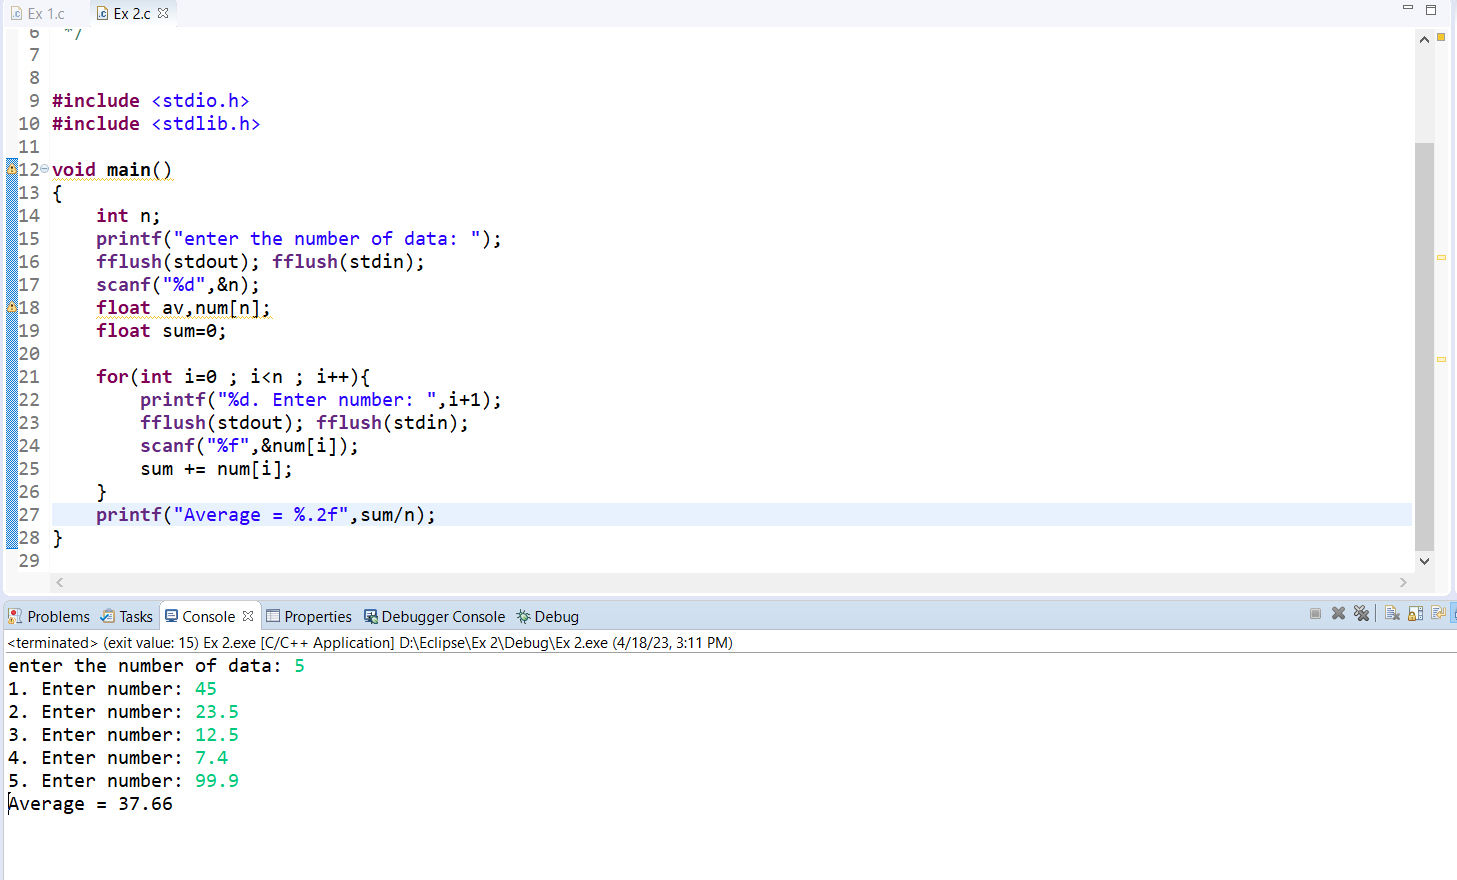 Ex 1.c Ex 2.c
6 */
7
8
9 #include <stdio.h>
10 #include <stdlib.h>
11
12 void main()
13 {
14 int n;
15 printf("enter the number of data: ");
16 fflush(stdout); fflush(stdin);
17 scanf("%d",&n);
18 float av,num[n];
19 float sum=0;
20
21 for(int i=0 ; i<n ; i++){
22 printf("%d. Enter number: ",i+1);
23 fflush(stdout); fflush(stdin);
24 scanf("%f",&num[i]);
25 sum += num[i];
26 }
27 printf("Average = %.2f",sum/n);
28 }
29
Problems Tasks Console Properties Debugger Console Debug
<terminated> (exit value: 15) Ex 2.exe [C/C++ Application] D:\Eclipse\Ex 2\Debug\Ex 2.exe (4/18/23, 3:11 PM)
enter the number of data: 5
1. Enter number: 45
2. Enter number: 23.5
3. Enter number: 12.5
4. Enter number: 7.4
5. Enter number: 99.9
Average = 37.66